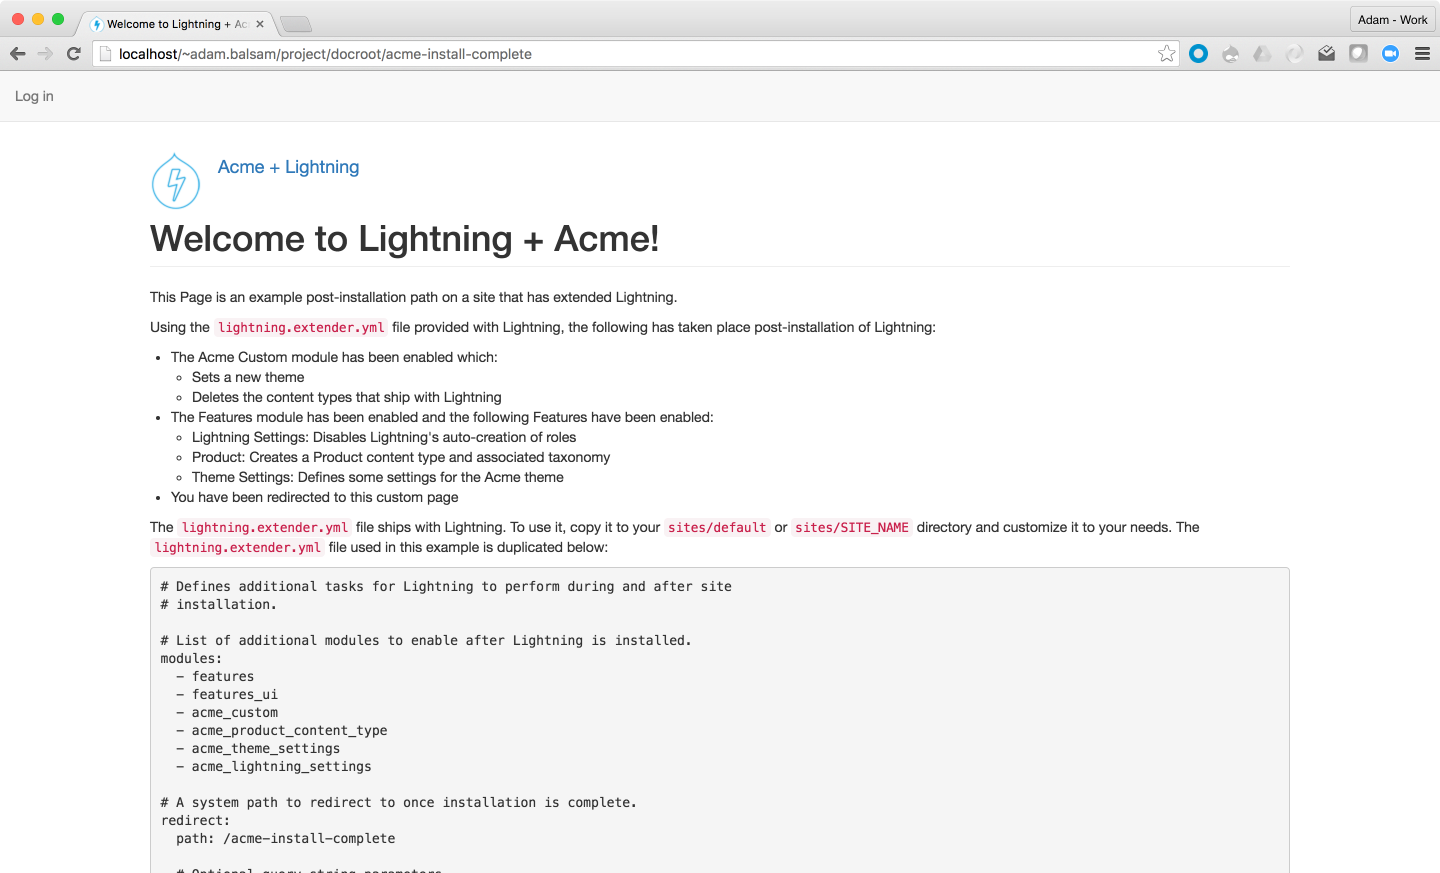 Welcome to Lightning + Ac
Adam - Work
localhost/~adam.balsam/project/docroot/acme-install-complete
Log in
Acme + Lightning
Welcome to Lightning + Acme!
This Page is an example post-installation path on a site that has extended Lightning.
Using the lightning.extender.yml file provided with Lightning, the following has taken place post-installation of Lightning:
• The Acme Custom module has been enabled which:
◦ Sets a new theme
◦ Deletes the content types that ship with Lightning
• The Features module has been enabled and the following Features have been enabled:
◦ Lightning Settings: Disables Lightning's auto-creation of roles
◦ Product: Creates a Product content type and associated taxonomy
◦ Theme Settings: Defines some settings for the Acme theme
• You have been redirected to this custom page
The lightning.extender.yml file ships with Lightning. To use it, copy it to your sites/default or sites/SITE_NAME directory and customize it to your needs. The
lightning.extender.yml file used in this example is duplicated below:
# Defines additional tasks for Lightning to perform during and after site
# installation.
# List of additional modules to enable after Lightning is installed.
modules:
  - features
  - features_ui
  - acme_custom
  - acme_product_content_type
  - acme_theme_settings
  - acme_lightning_settings
# A system path to redirect to once installation is complete.
redirect:
  path: /acme-install-complete
  # Optional query string parameters